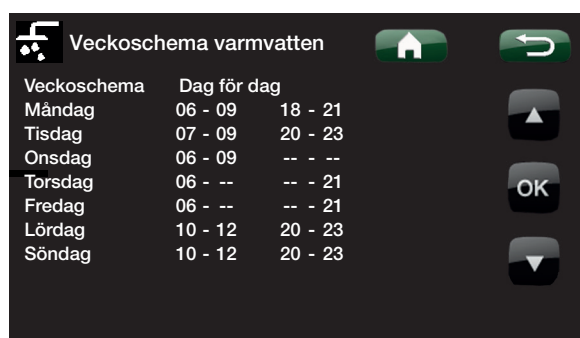 Veckoschema varmvatten
Veckoschema Dag för dag
Måndag 06 - 09 18 - 21
Tisdag 07 - 09 20 - 23
Onsdag 06 - 09 -- - --
Torsdag 06 - -- -- - 21
Fredag 06 - -- -- - 21
Lördag 10 - 12 20 - 23
Söndag 10 - 12 20 - 23
OK